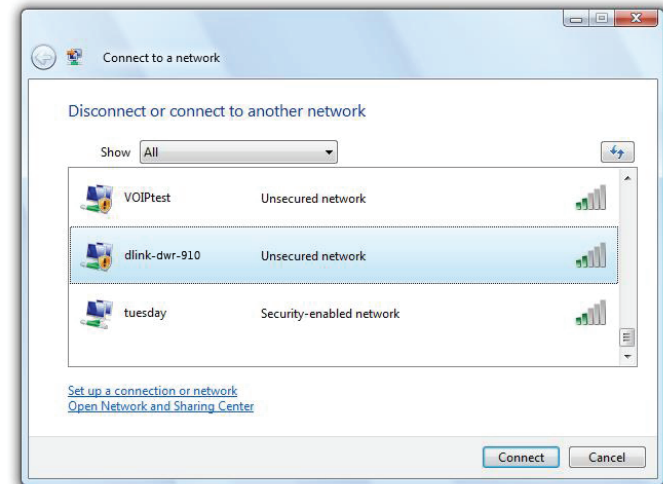 Connect to a network
Disconnect or connect to another network
Show All
VOIPtest Unsecured network
dlink-dwr-910 Unsecured network
tuesday Security-enabled network
Set up a connection or network
Open Network and Sharing Center
Connect Cancel